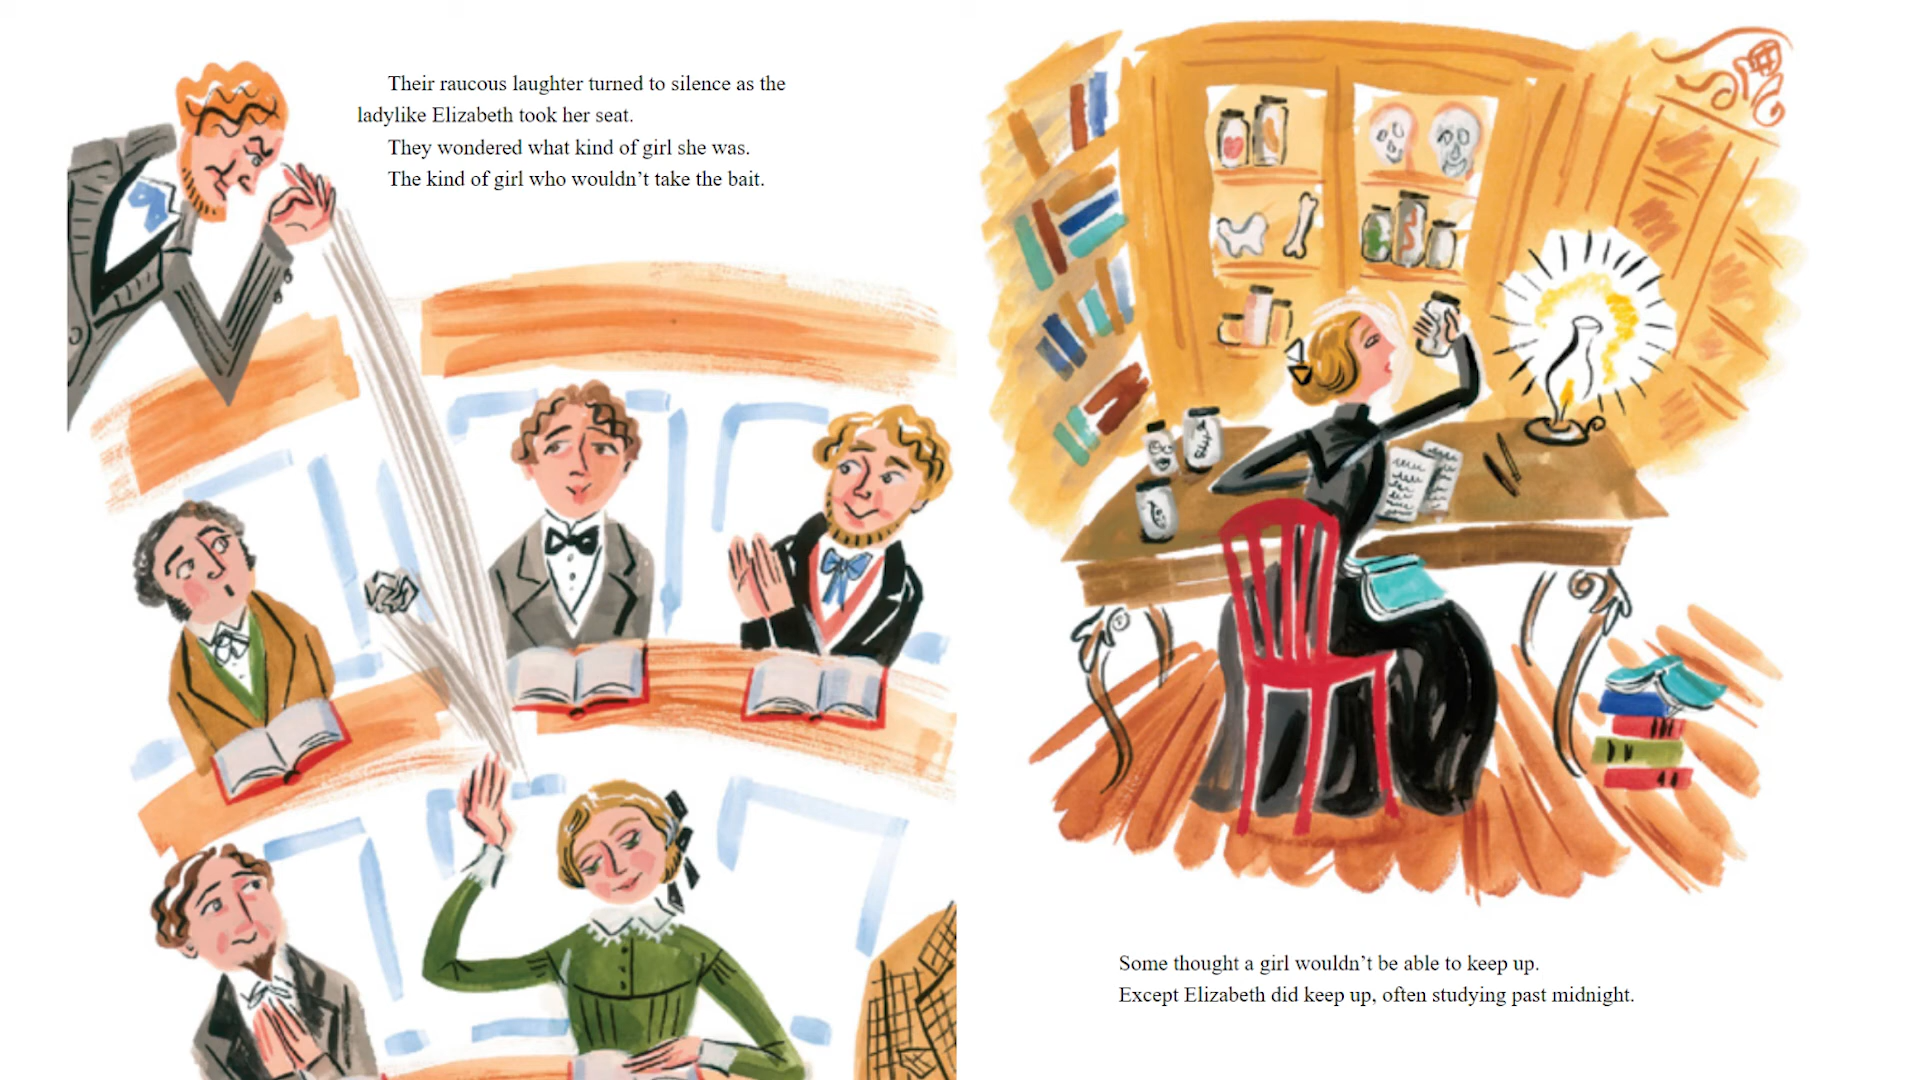 Their raucous laughter turned to silence as the
ladylike Elizabeth took her seat.
They wondered what kind of girl she was.
The kind of girl who wouldn’t take the bait.
Some thought a girl wouldn’t be able to keep up.
Except Elizabeth did keep up, often studying past midnight.